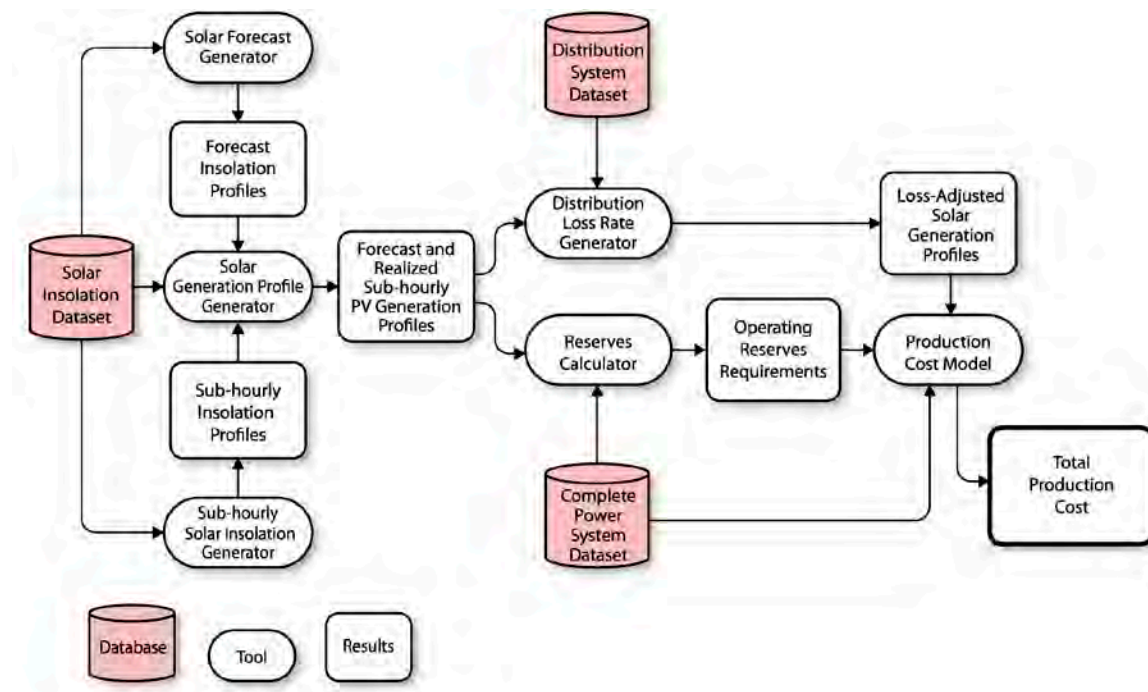 Solar Forecast
Generator
Forecast
Insolation
Profiles
Solar
Insolation
Dataset
Solar
Generation Profile
Generator
Sub-hourly
Insolation
Profiles
Sub-hourly
Solar Insolation
Generator
Forecast and
Realized
Sub-hourly
PV Generation
Profiles
Distribution
System
Dataset
Distribution
Loss Rate
Generator
Loss-Adjusted
Solar
Generation
Profiles
Reserves
Calculator
Operating
Reserves
Requirements
Production
Cost Model
Complete
Power
System
Dataset
Total
Production
Cost
Database
Tool
Results